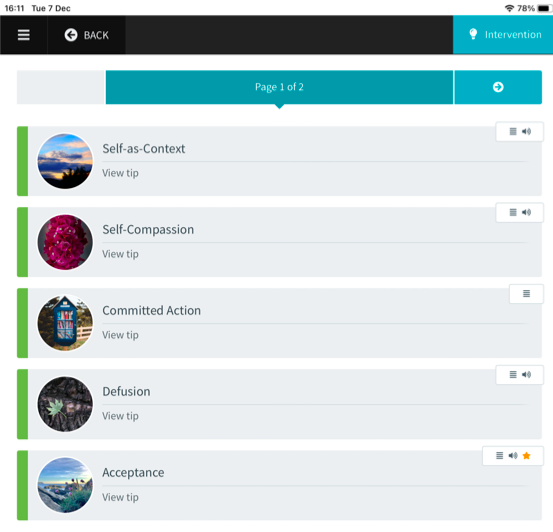 16:11 Tue 7 Dec
78%
BACK
Intervention
Page 1 of 2
Self-as-Context
View tip
Self-Compassion
View tip
Committed Action
View tip
Defusion
View tip
Acceptance
View tip